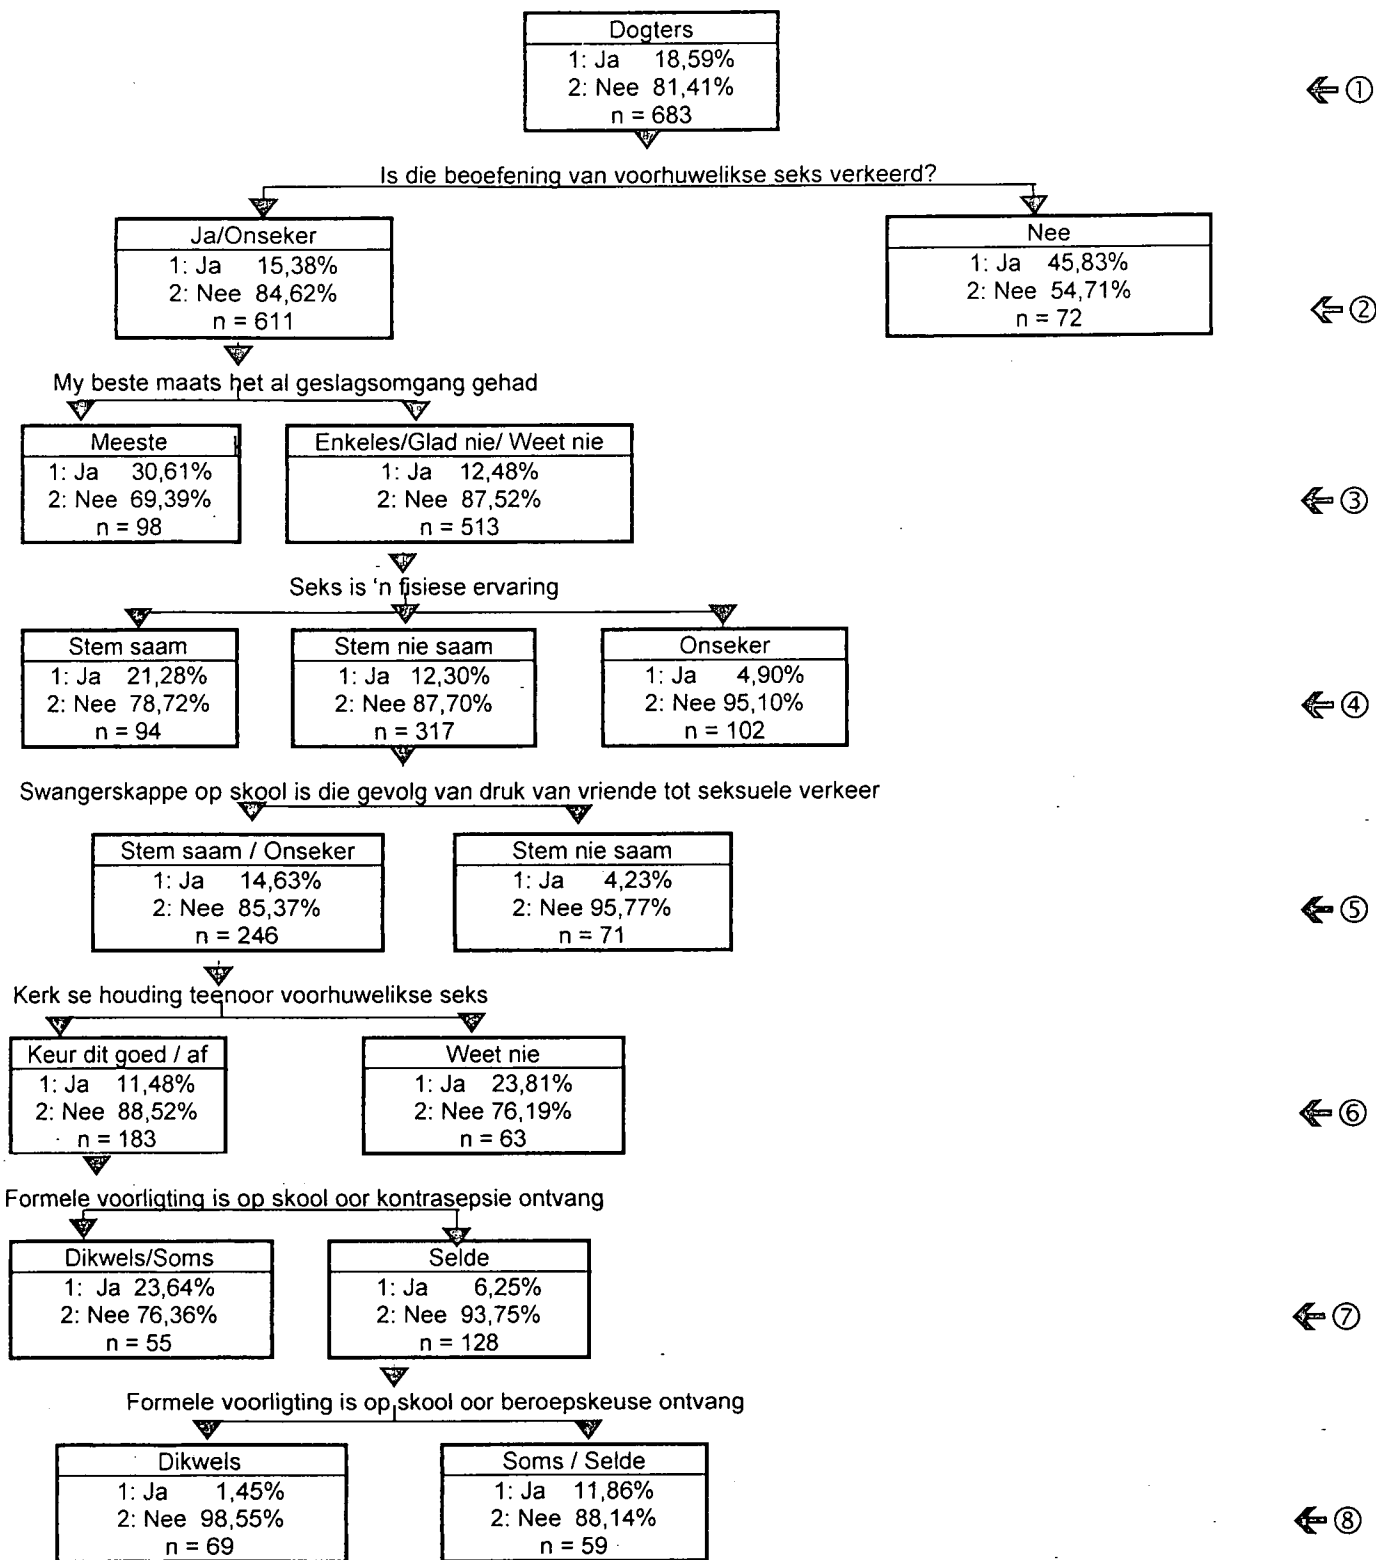 Dogters
1: Ja 18,59%
2: Nee 81,41%
n = 683
←①
Is die beoefening van voorhuwelikse seks verkeerd?
Ja/Onseker
1: Ja 15,38%
2: Nee 84,62%
n = 611
Nee
1: Ja 45,83%
2: Nee 54,71%
n = 72
←②
My beste maats het al geslagsomgang gehad
Meeste
1: Ja 30,61%
2: Nee 69,39%
n = 98
Enkeles/Glad nie/ Weet nie
1: Ja 12,48%
2: Nee 87,52%
n = 513
←③
Seks is 'n fisiese ervaring
Stem saam
1: Ja 21,28%
2: Nee 78,72%
n = 94
Stem nie saam
1: Ja 12,30%
2: Nee 87,70%
n = 317
Onseker
1: Ja 4,90%
2: Nee 95,10%
n = 102
←④
Swangerskappe op skool is die gevolg van druk van vriende tot seksuele verkeer
Stem saam / Onseker
1: Ja 14,63%
2: Nee 85,37%
n = 246
Stem nie saam
1: Ja 4,23%
2: Nee 95,77%
n = 71
←⑤
Kerk se houding teenoor voorhuwelikse seks
Keur dit goed / af
1: Ja 11,48%
2: Nee 88,52%
n = 183
Weet nie
1: Ja 23,81%
2: Nee 76,19%
n = 63
←⑥
Formele voorligting is op skool oor kontrasepsie ontvang
Dikwels/Soms
1: Ja 23,64%
2: Nee 76,36%
n = 55
Selde
1: Ja 6,25%
2: Nee 93,75%
n = 128
←⑦
Formele voorligting is op skool oor beroepskeuse ontvang
Dikwels
1: Ja 1,45%
2: Nee 98,55%
n = 69
Soms / Selde
1: Ja 11,86%
2: Nee 88,14%
n = 59
←⑧